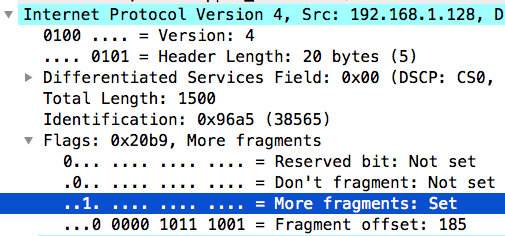 Internet Protocol Version 4, Src: 192.168.1.128, D
0100 .... = Version: 4
.... 0101 = Header Length: 20 bytes (5)
Differentiated Services Field: 0x00 (DSCP: CS0,
Total Length: 1500
Identification: 0x96a5 (38565)
Flags: 0x20b9, More fragments
0... .... .... .... = Reserved bit: Not set
.0.. .... .... .... = Don't fragment: Not set
..1. .... .... .... = More fragments: Set
...0 0000 1011 1001 = Fragment offset: 185